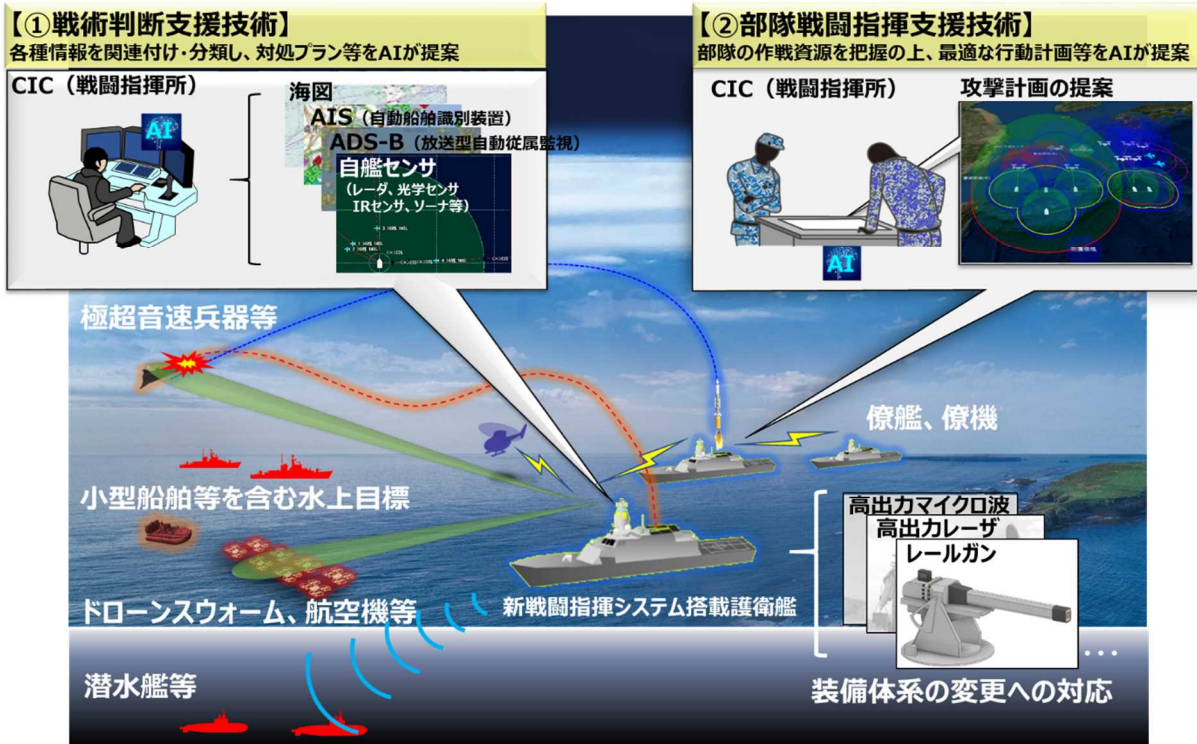 【①戦術判断支援技術】
各種情報を関連付け・分類し、対処プラン等をAIが提案
CIC（戦闘指揮所）
AI
海図
AIS（自動船舶識別装置）
ADS-B（放送型自動従属監視）
自艦センサ
（レーダ、光学センサ
IRセンサ、ソーナ等）
【②部隊戦闘指揮支援技術】
部隊の作戦資源を把握の上、最適な行動計画等をAIが提案
CIC（戦闘指揮所）
攻撃計画の提案
AI
極超音速兵器等
僚艦、僚機
小型船舶等を含む水上目標
高出力マイクロ波
高出力レーザ
レールガン
ドローンスウォーム、航空機等
新戦闘指揮システム搭載護衛艦
・・・
潜水艦等
装備体系の変更への対応